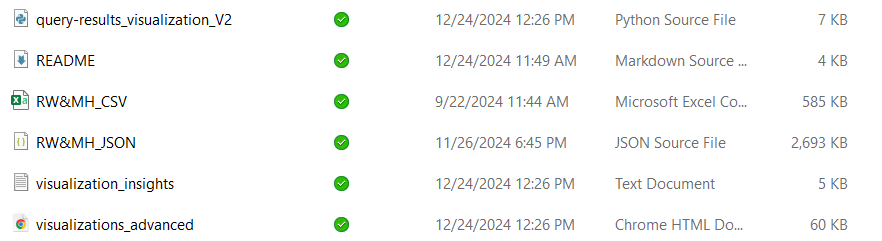 query-results_visualization_V2 12/24/2024 12:26 PM Python Source File 7 KB
README 12/24/2024 11:49 AM Markdown Source ... 4 KB
RW&MH_CSV 9/22/2024 11:44 AM Microsoft Excel Co... 585 KB
RW&MH_JSON 11/26/2024 6:45 PM JSON Source File 2,693 KB
visualization_insights 12/24/2024 12:26 PM Text Document 5 KB
visualizations_advanced 12/24/2024 12:26 PM Chrome HTML Do... 60 KB